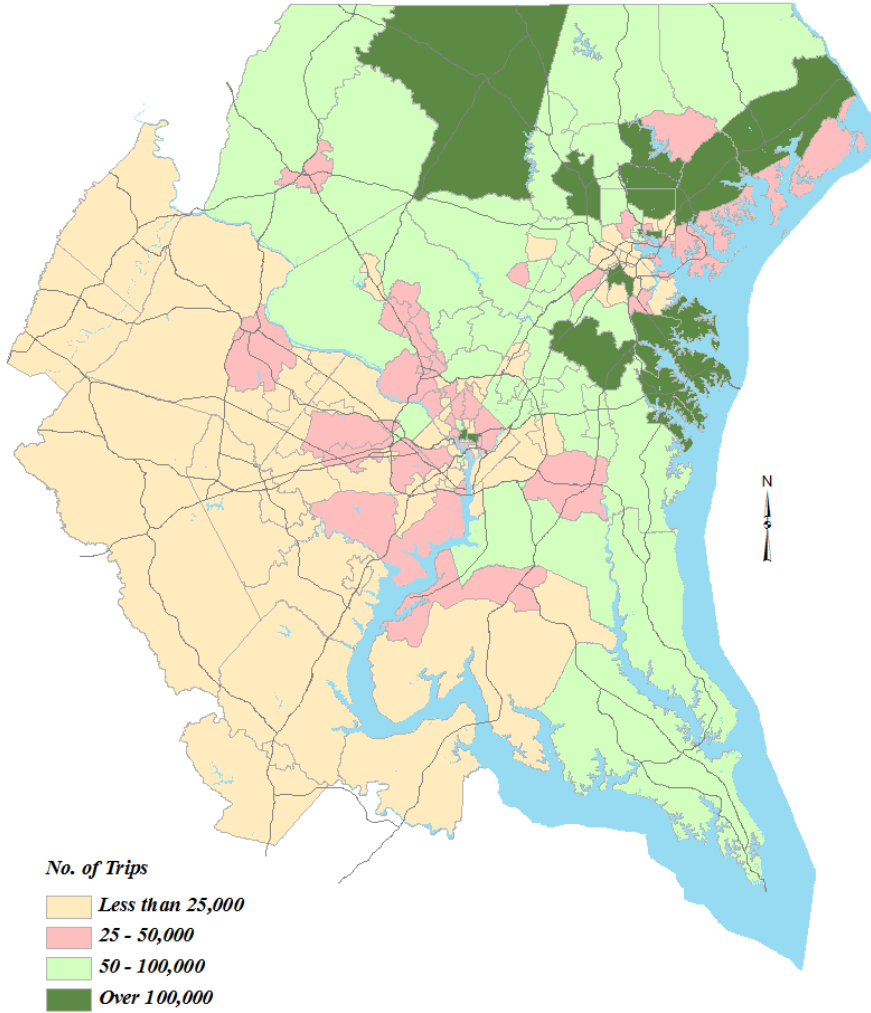 N
No. of Trips
Less than 25,000
25 - 50,000
50 - 100,000
Over 100,000